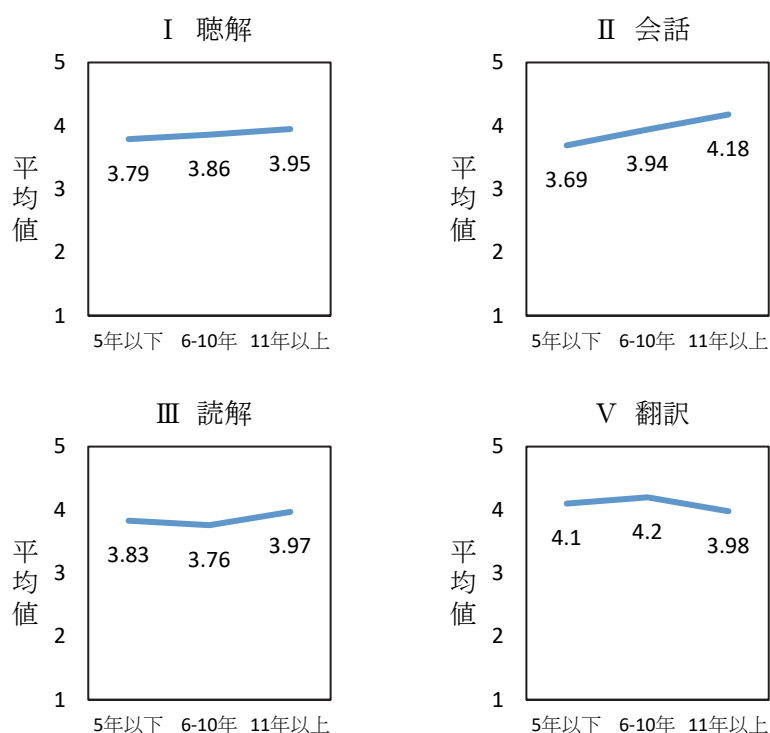 Ⅰ 聴解
5
4
3
2
1
平均値
3.79 3.86 3.95
5年以下 6-10年 11年以上
Ⅱ 会話
5
4
3
2
1
平均値
3.69 3.94 4.18
5年以下 6-10年 11年以上
Ⅲ 読解
5
4
3
2
1
平均値
3.83 3.76 3.97
5年以下 6-10年 11年以上
Ⅴ 翻訳
5
4
3
2
1
平均値
4.1 4.2 3.98
5年以下 6-10年 11年以上